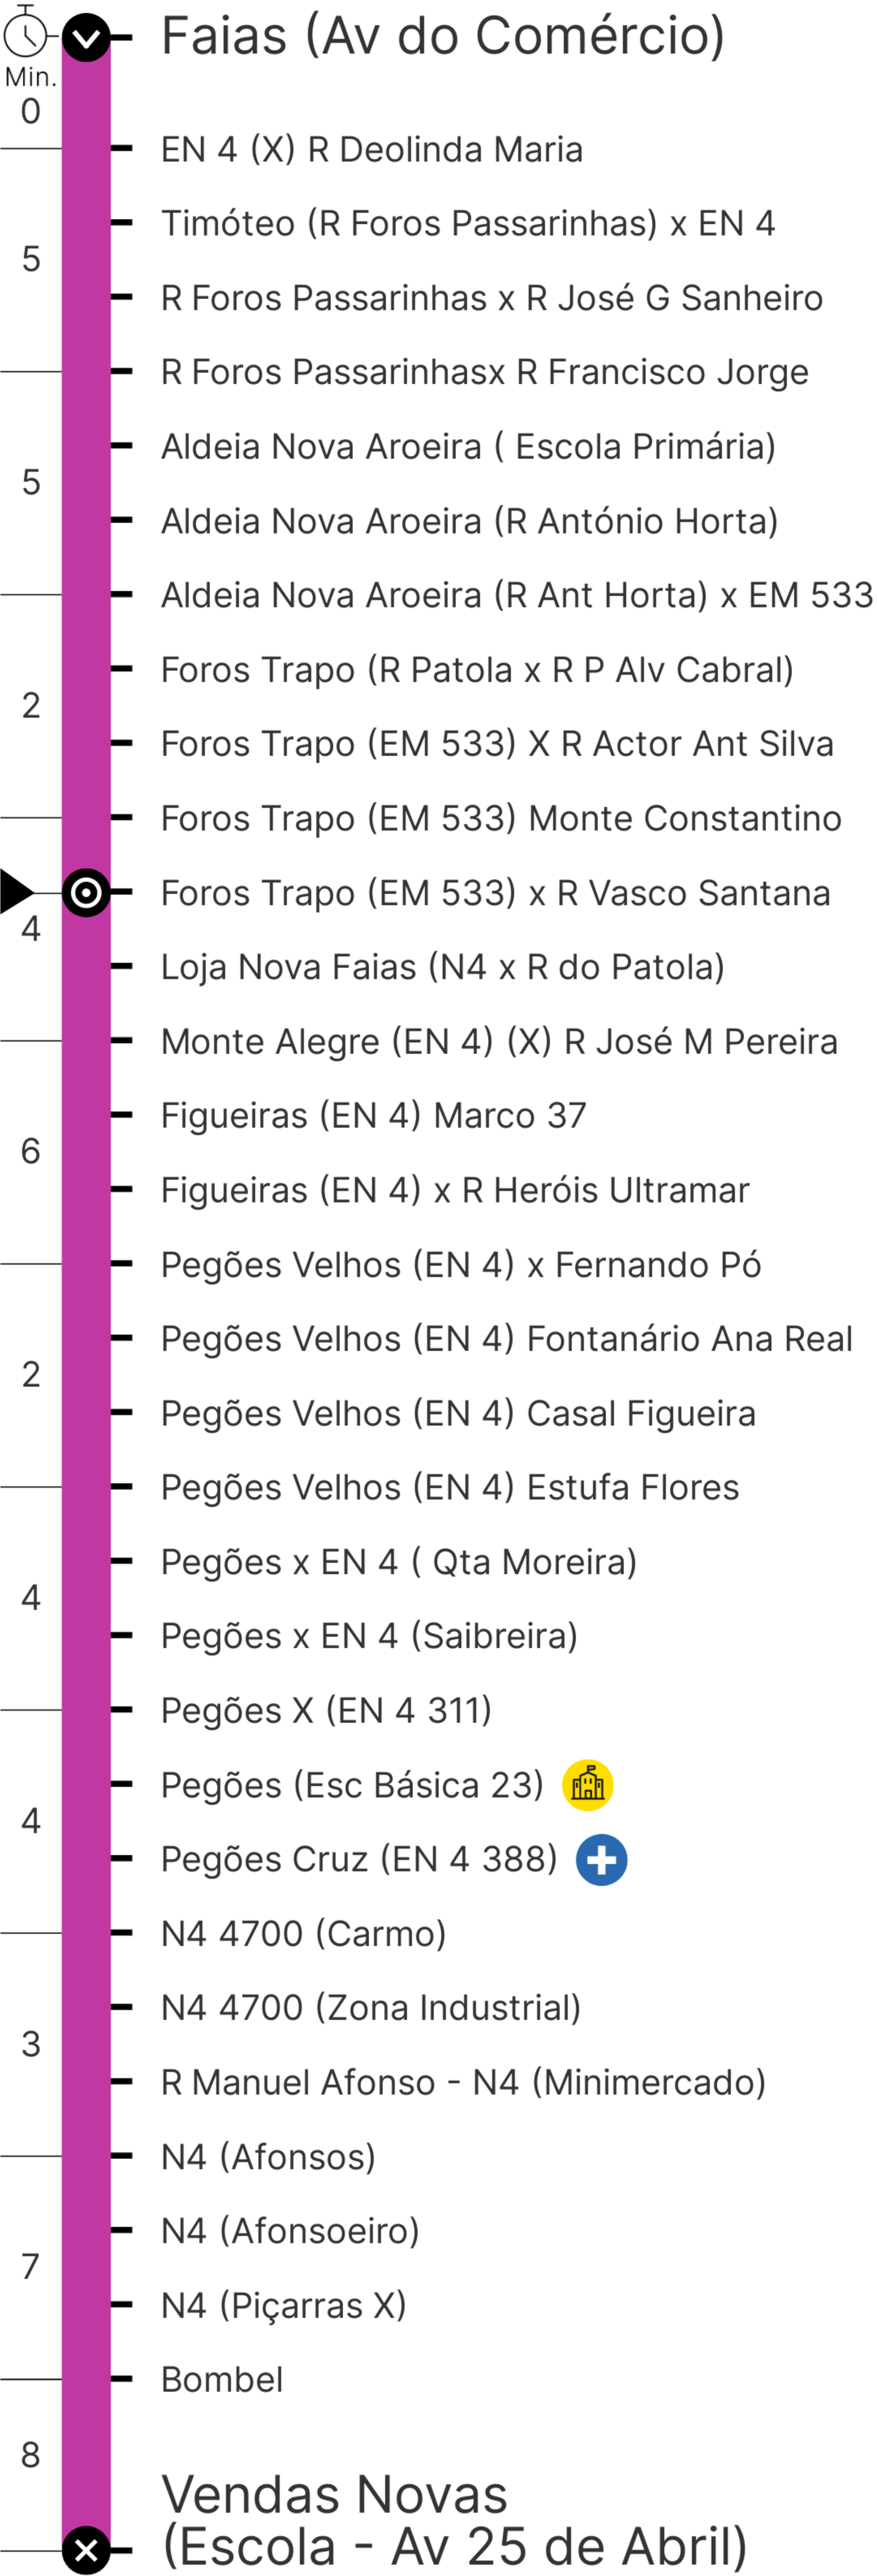 Faias (Av do Comércio)
Min.
0
EN 4 (X) R Deolinda Maria
Timóteo (R Foros Passarinhas) x EN 4
5
R Foros Passarinhas x R José G Sanheiro
R Foros Passarinhasx R Francisco Jorge
Aldeia Nova Aroeira ( Escola Primária)
5
Aldeia Nova Aroeira (R António Horta)
Aldeia Nova Aroeira (R Ant Horta) x EM 533
Foros Trapo (R Patola x R P Alv Cabral)
2
Foros Trapo (EM 533) X R Actor Ant Silva
Foros Trapo (EM 533) Monte Constantino
Foros Trapo (EM 533) x R Vasco Santana
4
Loja Nova Faias (N4 x R do Patola)
Monte Alegre (EN 4) (X) R José M Pereira
Figueiras (EN 4) Marco 37
6
Figueiras (EN 4) x R Heróis Ultramar
Pegões Velhos (EN 4) x Fernando Pó
Pegões Velhos (EN 4) Fontanário Ana Real
2
Pegões Velhos (EN 4) Casal Figueira
Pegões Velhos (EN 4) Estufa Flores
Pegões x EN 4 ( Qta Moreira)
4
Pegões x EN 4 (Saibreira)
Pegões X (EN 4 311)
Pegões (Esc Básica 23)
4
Pegões Cruz (EN 4 388)
N4 4700 (Carmo)
N4 4700 (Zona Industrial)
3
R Manuel Afonso - N4 (Minimercado)
N4 (Afonsos)
N4 (Afonsoeiro)
7
N4 (Piçarras X)
Bombel
8
Vendas Novas
(Escola - Av 25 de Abril)